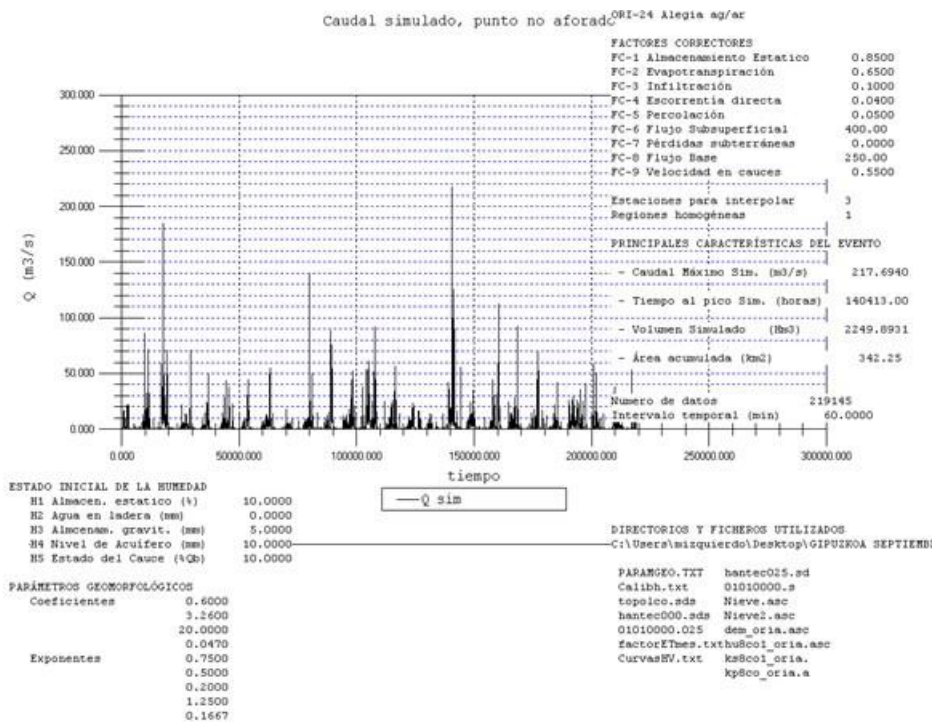 Caudal simulado, punto no aforado
ORI-24 Alegia ag/ar
FACTORES CORRECTORES
FC-1 Almacenamiento Estatico 0.8500
FC-2 Evapotranspiración 0.6500
FC-3 Infiltración 0.1000
FC-4 Escorrentía directa 0.0400
FC-5 Percolación 0.0500
FC-6 Flujo Subsuperficial 400.00
FC-7 Pérdidas subterráneas 0.0000
FC-8 Flujo Base 250.00
FC-9 Velocidad en cauces 0.5500
Estaciones para interpolar 3
Regiones homogéneas 1
PRINCIPALES CARACTERÍSTICAS DEL EVENTO
- Caudal Máximo Sim. (m3/s) 217.6940
- Tiempo al pico Sim. (horas) 140413.00
- Volumen Simulado (Hm3) 2249.8931
- Área acumulada (km2) 342.25
Numero de datos 219145
Intervalo temporal (min) 60.0000
Q (m3/s)
300.000
250.000
200.000
150.000
100.000
50.000
0.000
0.000 50000.000 100000.000 150000.000 200000.000 250000.000 300000.000
tiempo
Q sim
ESTADO INICIAL DE LA HUMEDAD
H1 Almacen. estatico (%) 10.0000
H2 Agua en ladera (mm) 0.0000
H3 Almcenam. gravit. (mm) 5.0000
H4 Nivel de Acuífero (mm) 10.0000
H5 Estado del Cauce (%Qb) 10.0000
PARÁMETROS GEOMORFOLÓGICOS
Coeficientes 0.6000
3.2600
20.0000
0.0470
Exponentes 0.7500
0.5000
0.2000
1.2500
0.1667
DIRECTORIOS Y FICHEROS UTILIZADOS
C:\Users\mizquierdo\Desktop\GIPUZKOA SEPTIEMB
PARAMGEO.TXT hantec025.sd
Calibh.txt 01010000.s
topolco.sds Nieve.asc
hantec000.sds Nieve2.asc
01010000.025 dem_oria.asc
factorETmes.txthu8co1_oria.asc
CurvasHV.txt ks8co1_oria.
kp8co_oria.a